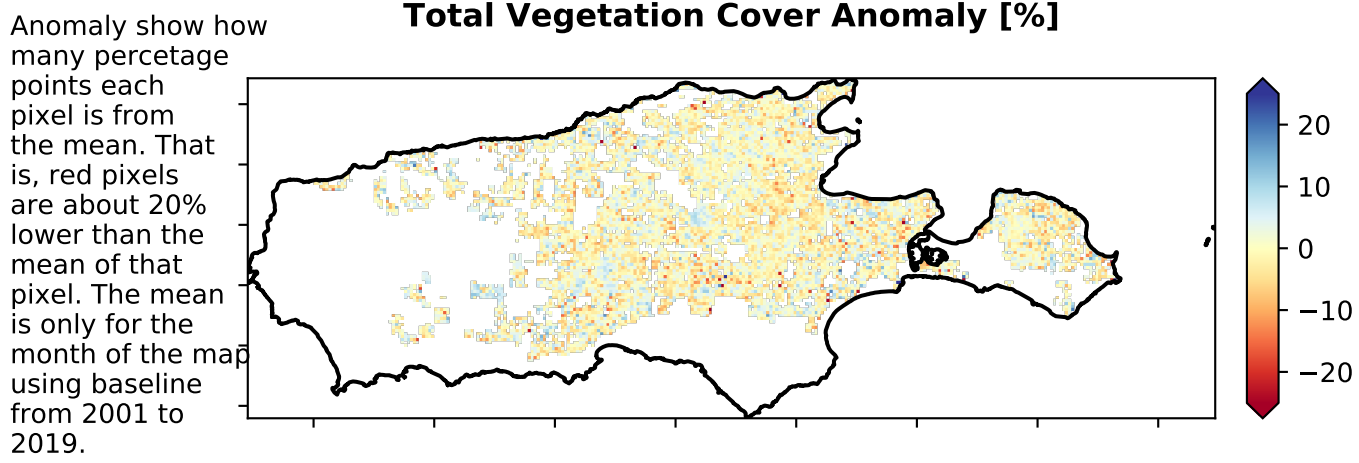 Total Vegetation Cover Anomaly [%]
Anomaly show how
many percetage
points each
pixel is from
the mean. That
is, red pixels
are about 20%
lower than the
mean of that
pixel. The mean
is only for the
month of the map
using baseline
from 2001 to
2019.
20
10
0
−10
−20